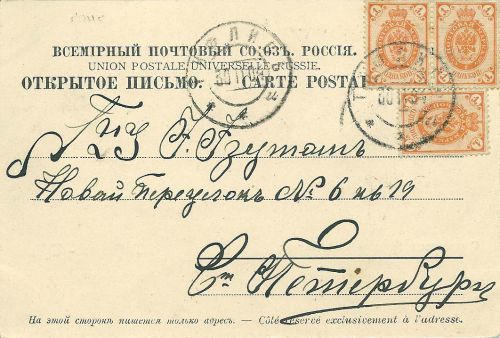 ВСЕМІРНЫЙ ПОЧТОВЫЙ СОЮЗЪ. РОССІЯ.
UNION POSTALE UNIVERSELLE. RUSSIE.
ОТКРЫТОЕ ПИСЬМО. — CARTE POSTALE
Новый Переулокъ № 6 кв 19
Ст Петербургъ
На этой сторонѣ пишется только адресъ. — Côté réservé exclusivement à l'adresse.